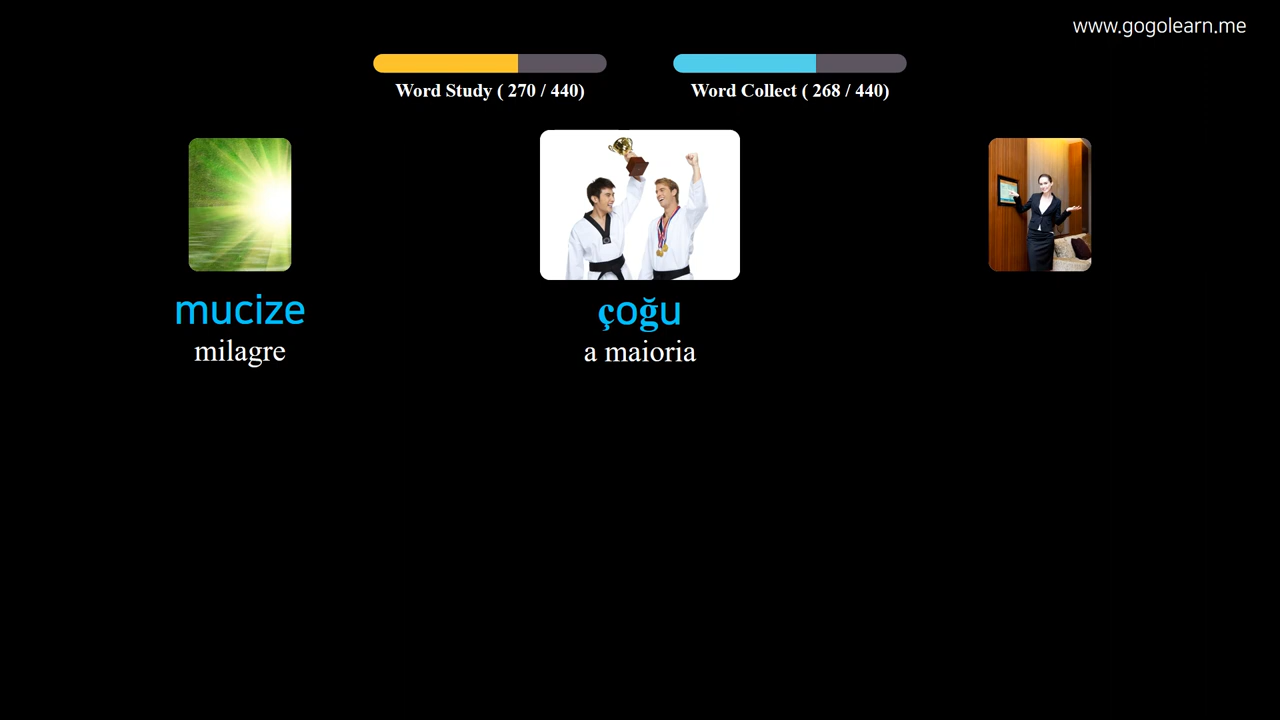 www.gogolearn.me
Word Study ( 270 / 440)
Word Collect ( 268 / 440)
mucize
milagre
çoğu
a maioria